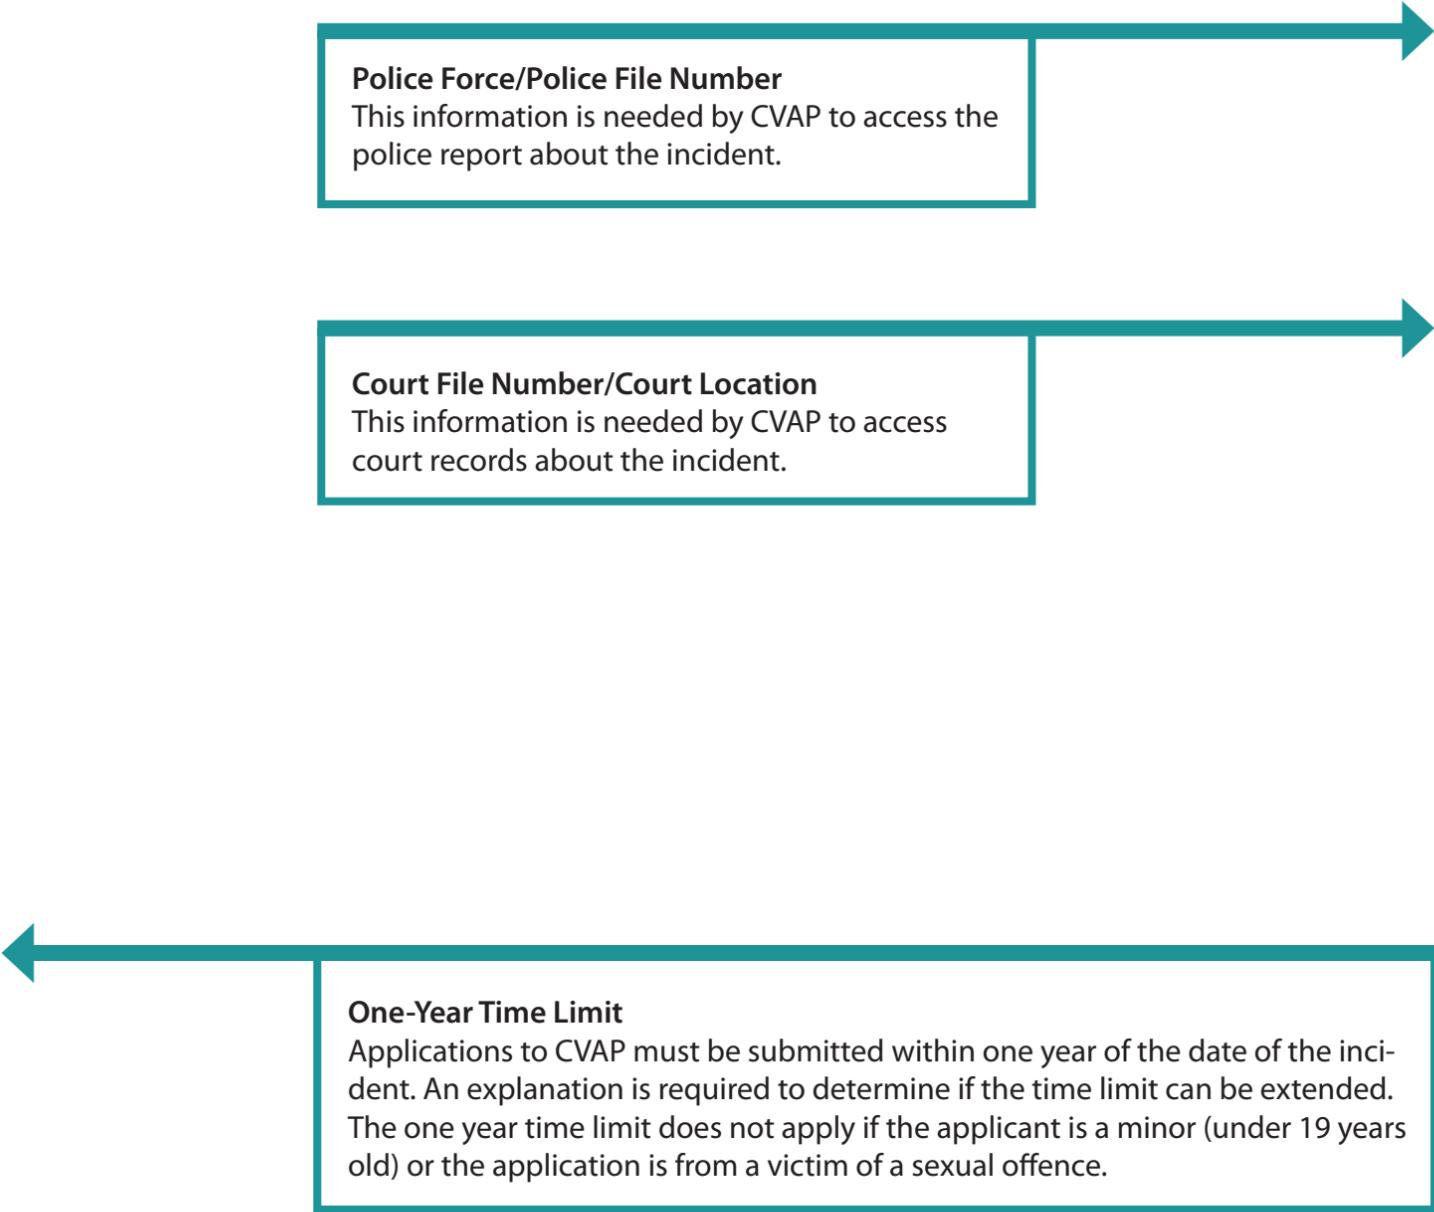 Police Force/Police File Number
This information is needed by CVAP to access the
police report about the incident.
Court File Number/Court Location
This information is needed by CVAP to access
court records about the incident.
One-Year Time Limit
Applications to CVAP must be submitted within one year of the date of the inci-
dent. An explanation is required to determine if the time limit can be extended.
The one year time limit does not apply if the applicant is a minor (under 19 years
old) or the application is from a victim of a sexual offence.